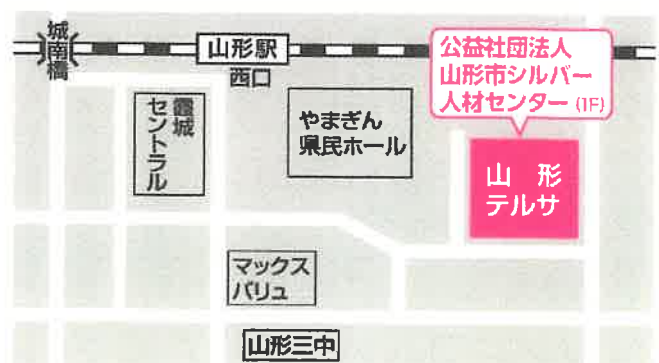 城南橋
山形駅
西口
公益社団法人
山形市シルバー
人材センター (1F)
霞城
セントラル
やまぎん
県民ホール
山 形
テルサ
マックス
バリュ
山形三中